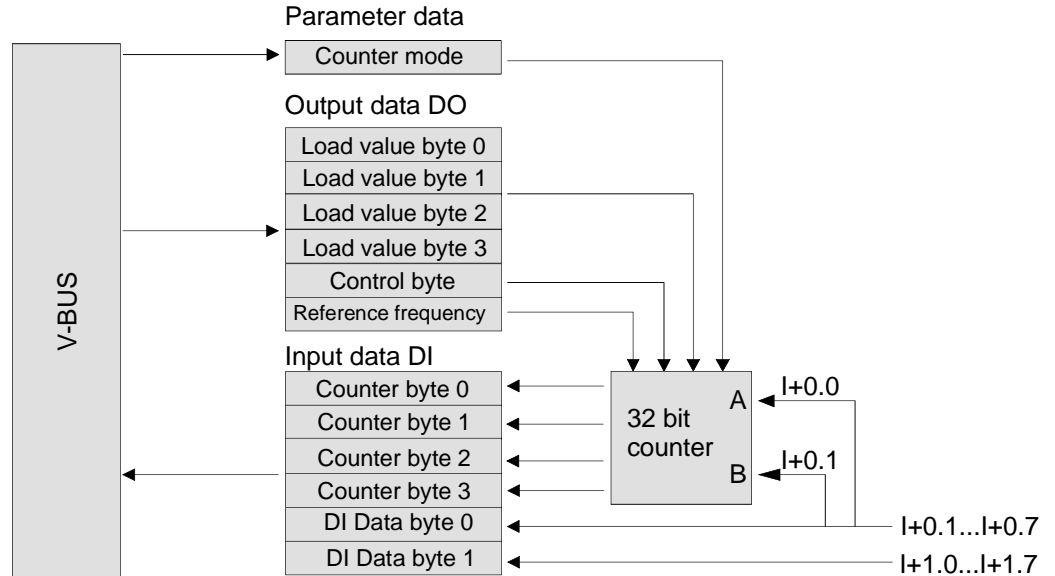 Parameter data
Counter mode
Output data DO
Load value byte 0
Load value byte 1
Load value byte 2
Load value byte 3
Control byte
Reference frequency
V-BUS
Input data DI
Counter byte 0
Counter byte 1
Counter byte 2
Counter byte 3
DI Data byte 0
DI Data byte 1
32 bit
counter
A
B
I+0.0
I+0.1
I+0.1...I+0.7
I+1.0...I+1.7